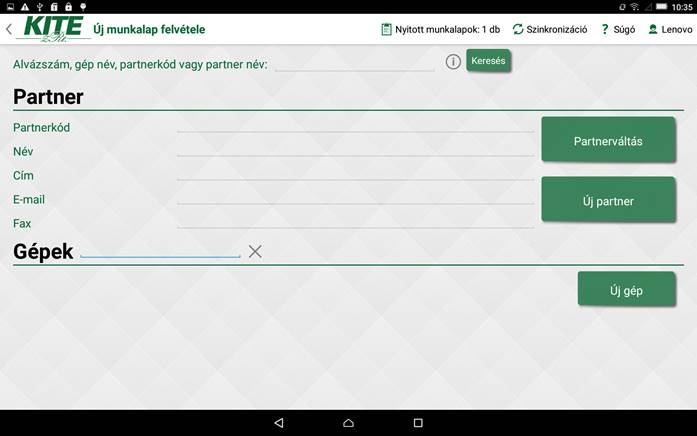 10:35
KITE Zrt. Új munkalap felvétele Nyitott munkalapok: 1 db Szinkronizáció ? Súgó Lenovo
Alvázszám, gép név, partnerkód vagy partner név: i Keresés
Partner
Partnerkód
Partnerváltás
Név
Cím
E-mail
Új partner
Fax
Gépek
Új gép